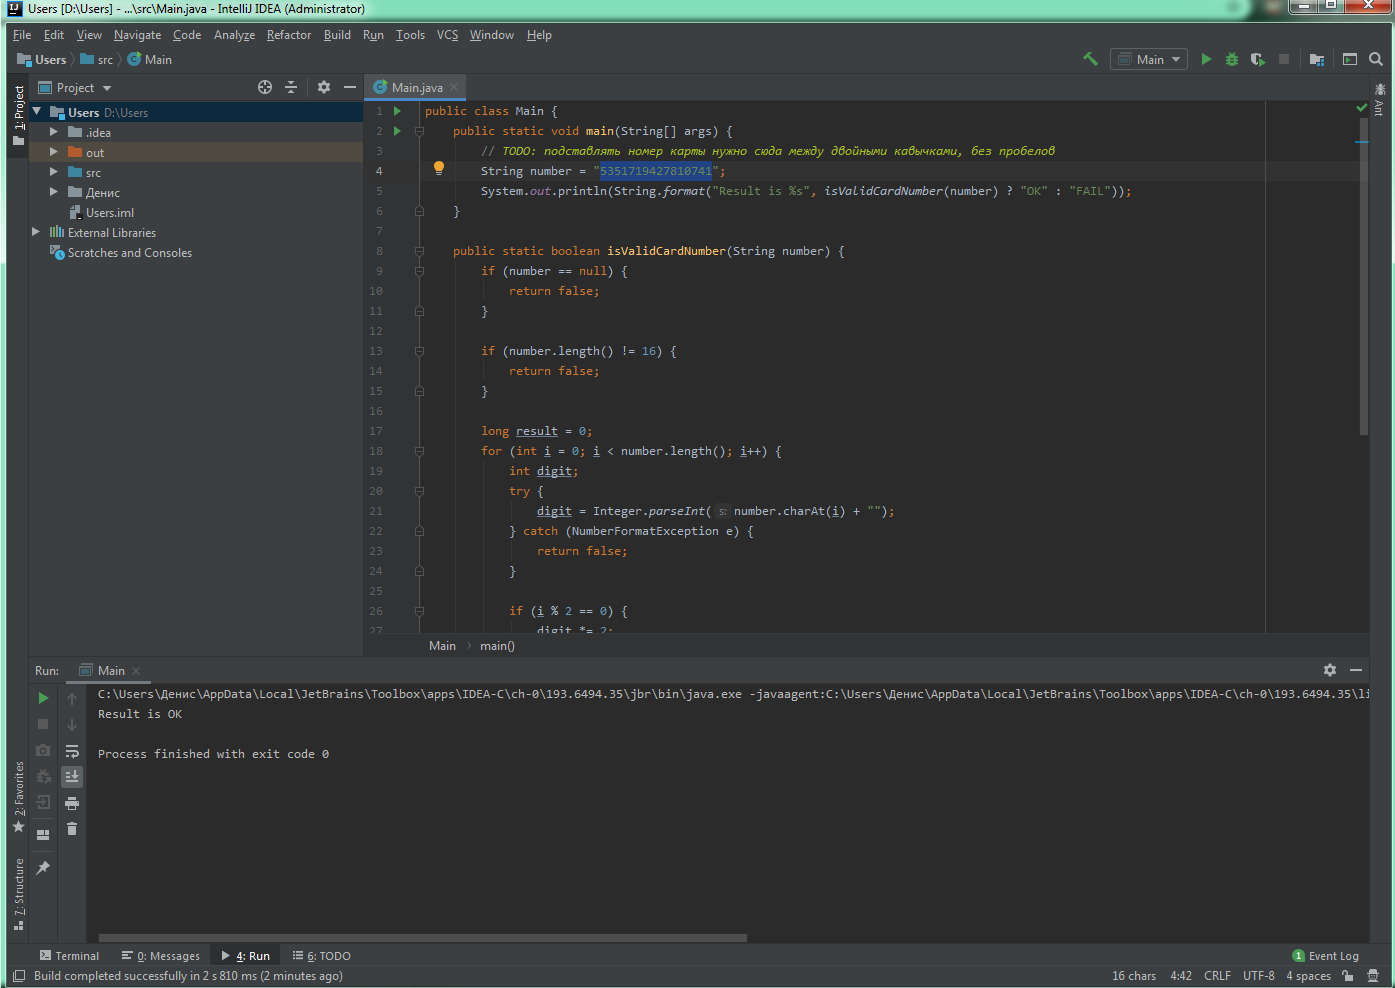 Users [D:\Users] - ...\src\Main.java - IntelliJ IDEA (Administrator)
File Edit View Navigate Code Analyze Refactor Build Run Tools VCS Window Help
Users src Main
Main
1: Project
Project
Users D:\Users
.idea
out
src
Денис
Users.iml
External Libraries
Scratches and Consoles
Main.java
Ant
1 public class Main {
2 public static void main(String[] args) {
3 // TODO: подставлять номер карты нужно сюда между двойными кавычками, без пробелов
4 String number = "5351719427810741";
5 System.out.println(String.format("Result is %s", isValidCardNumber(number) ? "OK" : "FAIL"));
6 }
7
8 public static boolean isValidCardNumber(String number) {
9 if (number == null) {
10 return false;
11 }
12
13 if (number.length() != 16) {
14 return false;
15 }
16
17 long result = 0;
18 for (int i = 0; i < number.length(); i++) {
19 int digit;
20 try {
21 digit = Integer.parseInt( s: number.charAt(i) + "");
22 } catch (NumberFormatException e) {
23 return false;
24 }
25
26 if (i % 2 == 0) {
27 digit *= 2;
Main main()
Run: Main
C:\Users\Денис\AppData\Local\JetBrains\Toolbox\apps\IDEA-C\ch-0\193.6494.35\jbr\bin\java.exe -javaagent:C:\Users\Денис\AppData\Local\JetBrains\Toolbox\apps\IDEA-C\ch-0\193.6494.35\li
Result is OK
Process finished with exit code 0
2: Favorites
7: Structure
Terminal 0: Messages 4: Run 6: TODO
1 Event Log
Build completed successfully in 2 s 810 ms (2 minutes ago)
16 chars 4:42 CRLF UTF-8 4 spaces